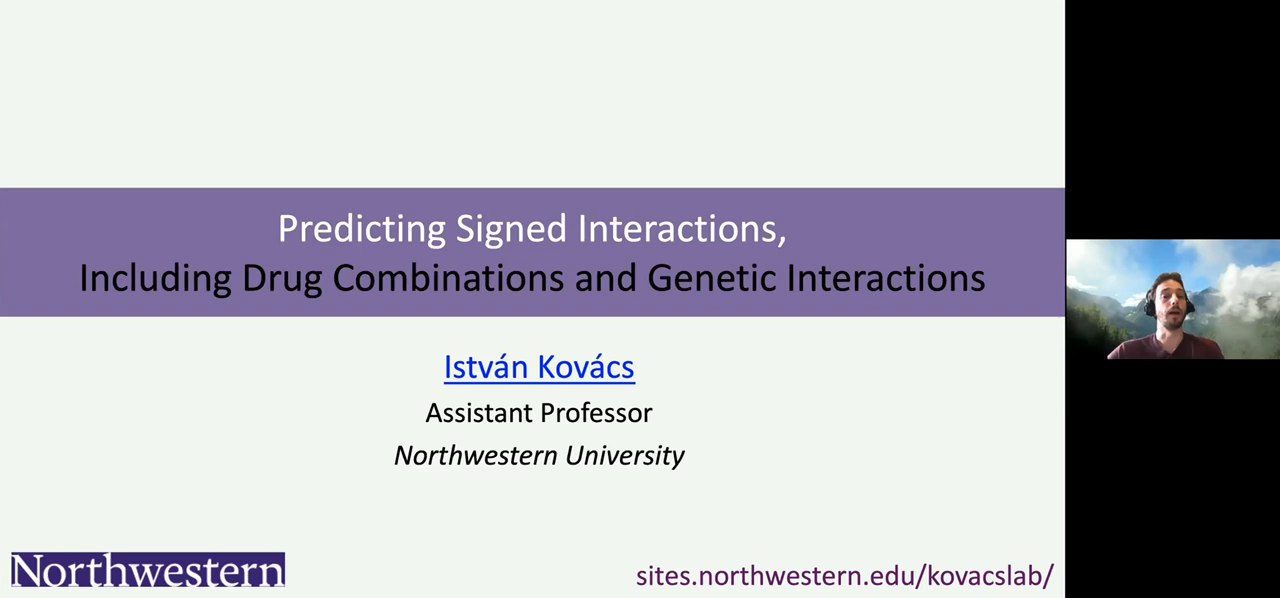 Predicting Signed Interactions,
Including Drug Combinations and Genetic Interactions
István Kovács
Assistant Professor
Northwestern University
Northwestern
sites.northwestern.edu/kovacslab/